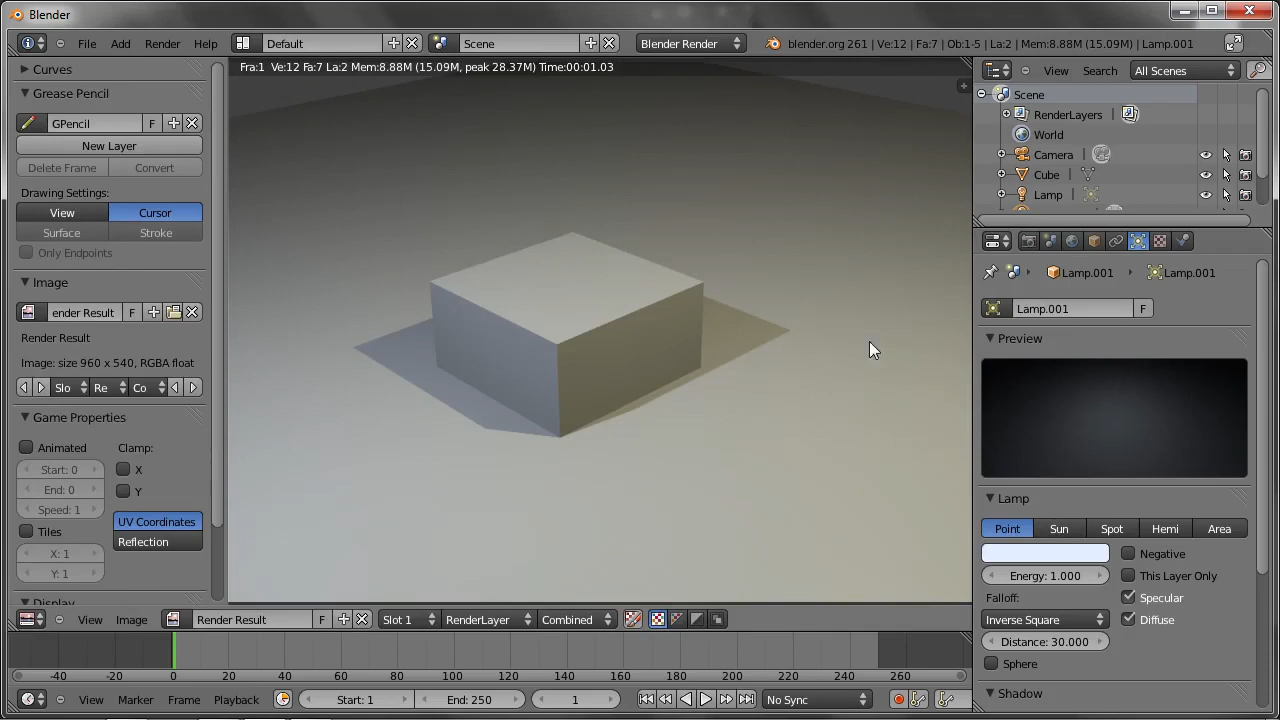 Blender
File Add Render Help Default Scene Blender Render blender.org 261 | Ve:12 | Fa:7 | Ob:1-5 | La:2 | Mem:8.88M (15.09M) | Lamp.001
Curves
Grease Pencil
GPencil F
New Layer
Delete Frame Convert
Drawing Settings:
View Cursor
Surface Stroke
Only Endpoints
Image
ender Result F
Render Result
Image: size 960 x 540, RGBA float
Slo Re Co
Game Properties
Animated Clamp:
Start: 0 X
End: 0 Y
Speed: 1
UV Coordinates
Tiles Reflection
X: 1
Y: 1
Display
Fra:1 Ve:12 Fa:7 La:2 Mem:8.88M (15.09M, peak 28.37M) Time:00:01.03
View Image Render Result F Slot 1 RenderLayer Combined
-40 -20 0 20 40 60 80 100 120 140 160 180 200 220 240 260
View Marker Frame Playback Start: 1 End: 250 1 No Sync
View Search All Scenes
Scene
RenderLayers
World
Camera
Cube
Lamp
Lamp.001 Lamp.001
Lamp.001 F
Preview
Lamp
Point Sun Spot Hemi Area
Negative
Energy: 1.000 This Layer Only
Falloff: Specular
Inverse Square Diffuse
Distance: 30.000
Sphere
Shadow